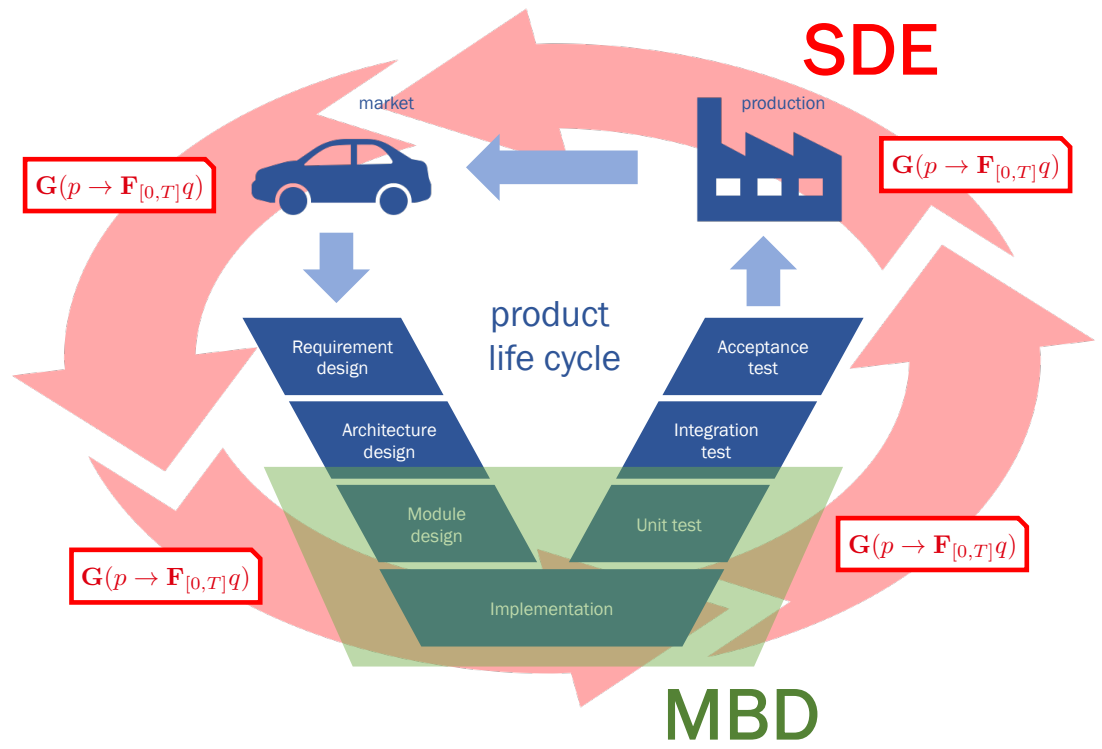 SDE
market
production
G(p → F[0,T]q)
G(p → F[0,T]q)
product
life cycle
Requirement
design
Acceptance
test
Architecture
design
Integration
test
Module
design
Unit test
G(p → F[0,T]q)
G(p → F[0,T]q)
Implementation
MBD